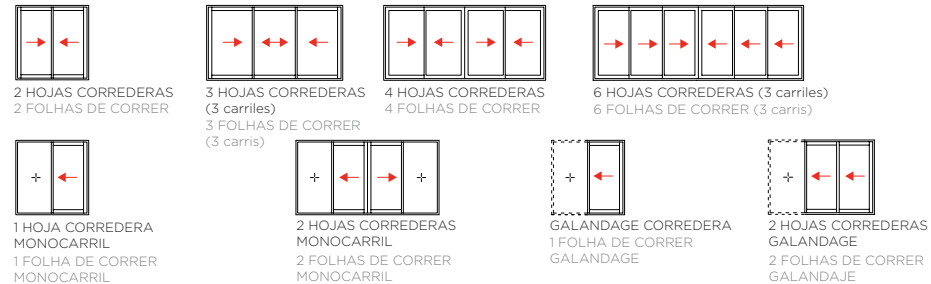 2 HOJAS CORREDERAS
2 FOLHAS DE CORRER
3 HOJAS CORREDERAS
(3 carriles)
3 FOLHAS DE CORRER
(3 carris)
4 HOJAS CORREDERAS
4 FOLHAS DE CORRER
6 HOJAS CORREDERAS (3 carriles)
6 FOLHAS DE CORRER (3 carris)
1 HOJA CORREDERA
MONOCARRIL
1 FOLHA DE CORRER
MONOCARRIL
2 HOJAS CORREDERAS
MONOCARRIL
2 FOLHAS DE CORRER
MONOCARRIL
GALANDAGE CORREDERA
1 FOLHA DE CORRER
GALANDAGE
2 HOJAS CORREDERAS
GALANDAGE
2 FOLHAS DE CORRER
GALANDAJE